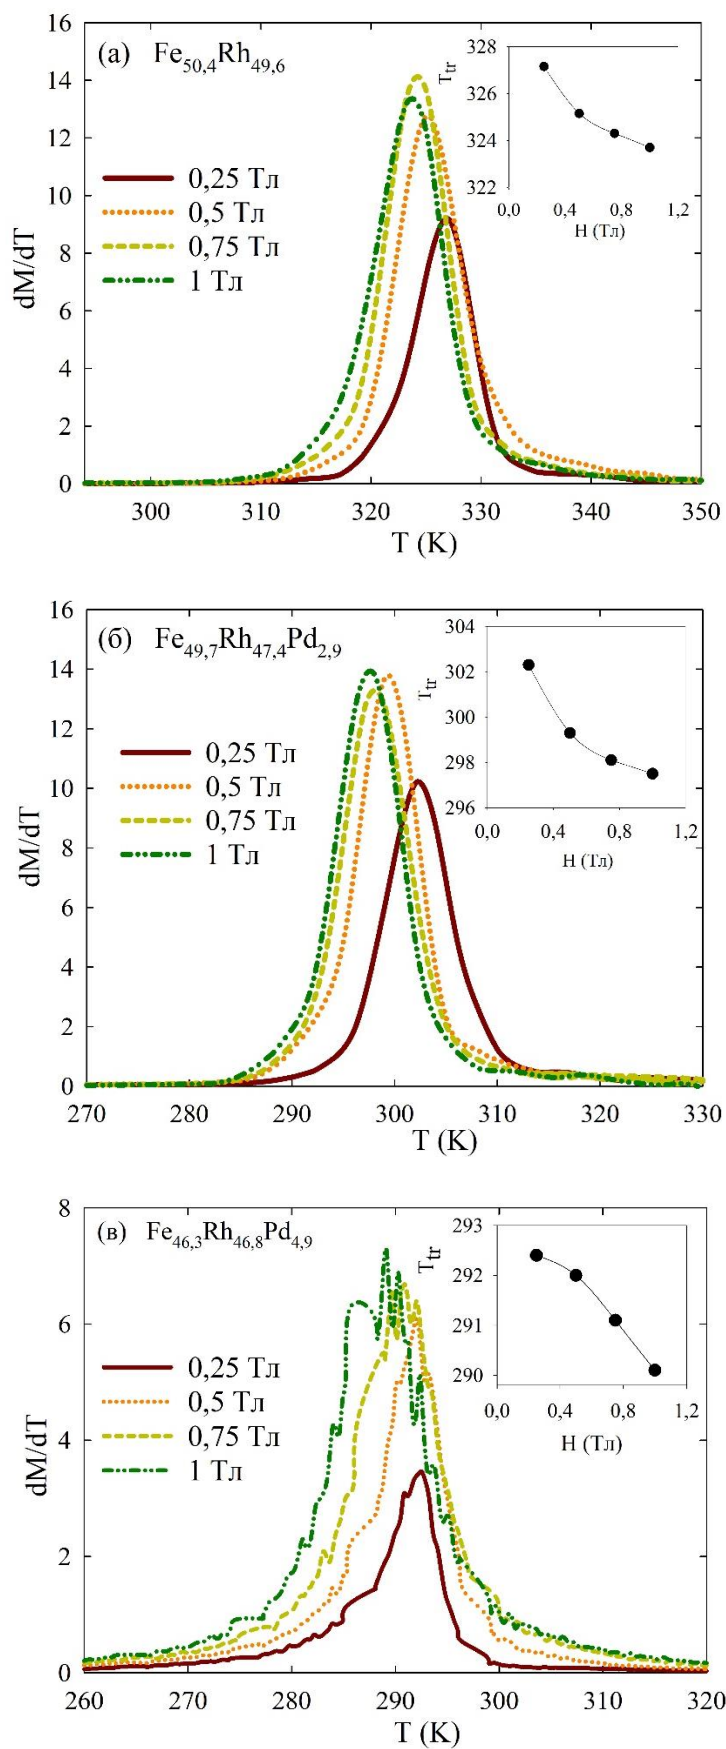 (а) Fe50,4Rh49,6
0,25 Тл
0,5 Тл
0,75 Тл
1 Тл
dM/dT
16
14
12
10
8
6
4
2
0
300 310 320 330 340 350
T (K)
Ttr
328
326
324
322
0,0 0,4 0,8 1,2
H (Тл)
(б) Fe49,7Rh47,4Pd2,9
0,25 Тл
0,5 Тл
0,75 Тл
1 Тл
dM/dT
16
14
12
10
8
6
4
2
0
270 280 290 300 310 320 330
T (K)
Ttr
304
302
300
298
296
0,0 0,4 0,8 1,2
H (Тл)
(в) Fe46,3Rh46,8Pd4,9
0,25 Тл
0,5 Тл
0,75 Тл
1 Тл
dM/dT
8
6
4
2
0
260 270 280 290 300 310 320
T (K)
Ttr
293
292
291
290
0,0 0,4 0,8 1,2
H (Тл)